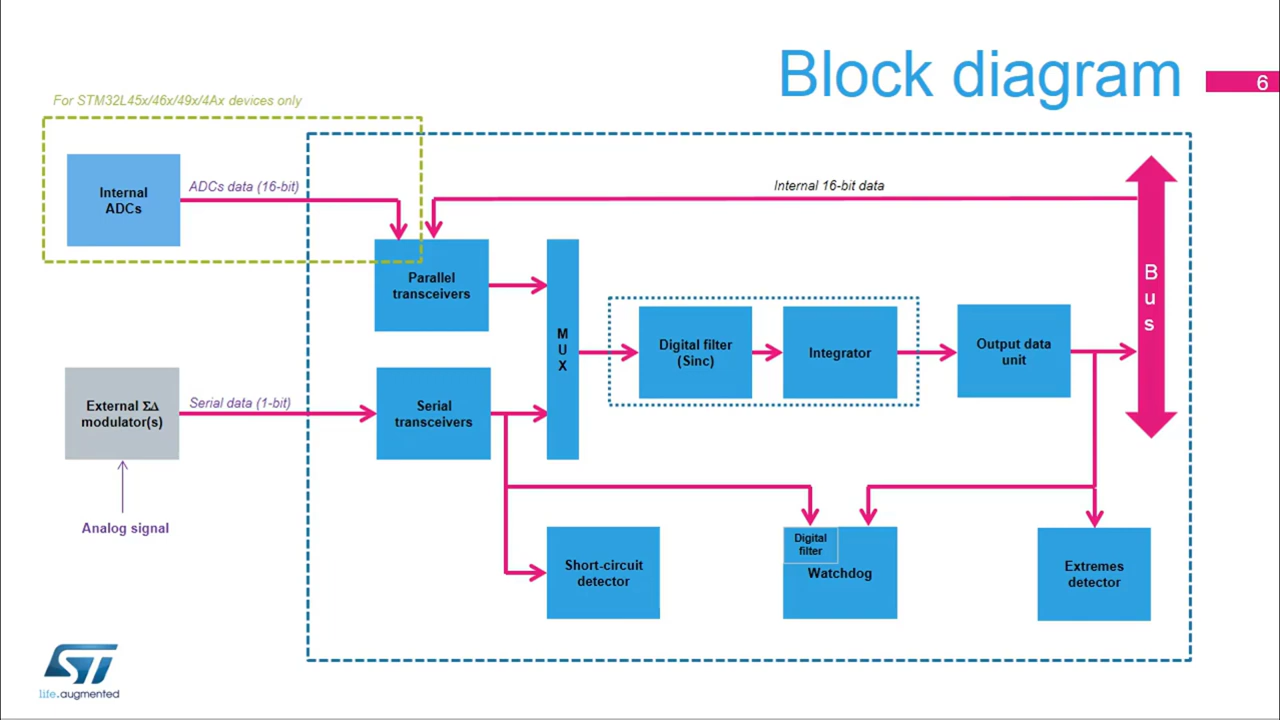 Block diagram
6
For STM32L45x/46x/49x/4Ax devices only
Internal
ADCs
ADCs data (16-bit)
Internal 16-bit data
Parallel
transceivers
M
U
X
Digital filter
(Sinc)
Integrator
Output data
unit
B
u
s
External ΣΔ
modulator(s)
Serial data (1-bit)
Serial
transceivers
Analog signal
Short-circuit
detector
Digital
filter
Watchdog
Extremes
detector
ST
life.augmented